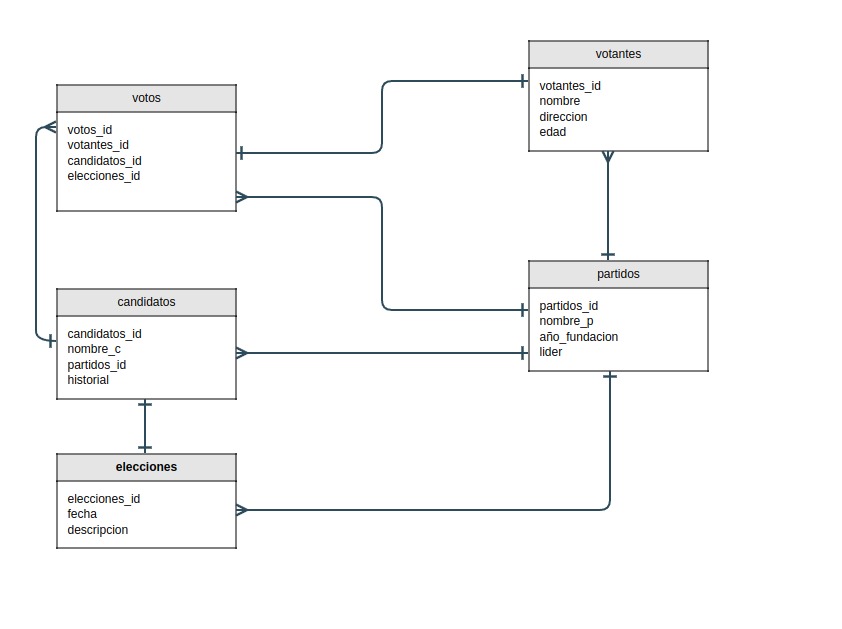 votos
votos_id
votantes_id
candidatos_id
elecciones_id
votantes
votantes_id
nombre
direccion
edad
candidatos
candidatos_id
nombre_c
partidos_id
historial
partidos
partidos_id
nombre_p
año_fundacion
lider
elecciones
elecciones_id
fecha
descripcion